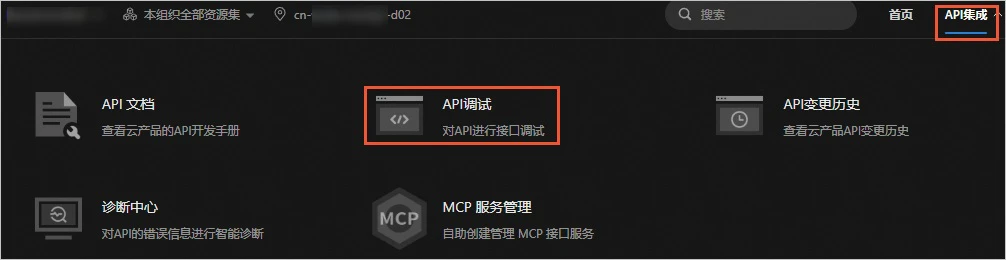 本组织全部资源集
cn-
-d02
搜索
首页
API集成
API 文档
查看云产品的API开发手册
API调试
对API进行接口调试
API变更历史
查看云产品API变更历史
诊断中心
对API的错误信息进行智能诊断
MCP
MCP 服务管理
自助创建管理 MCP 接口服务